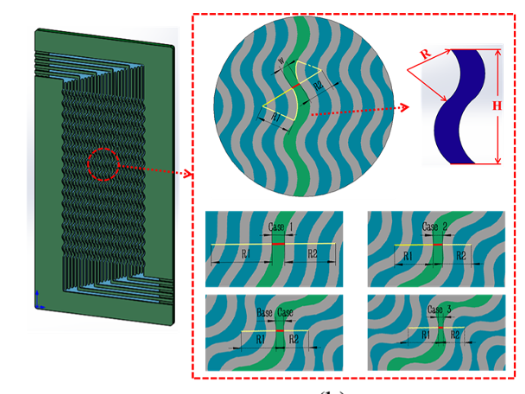 w
R2
R1
R
H
Case 1
R1 R2
Case 2
R1 R2
Base Case
R1 R2
Case 3
R1 R2